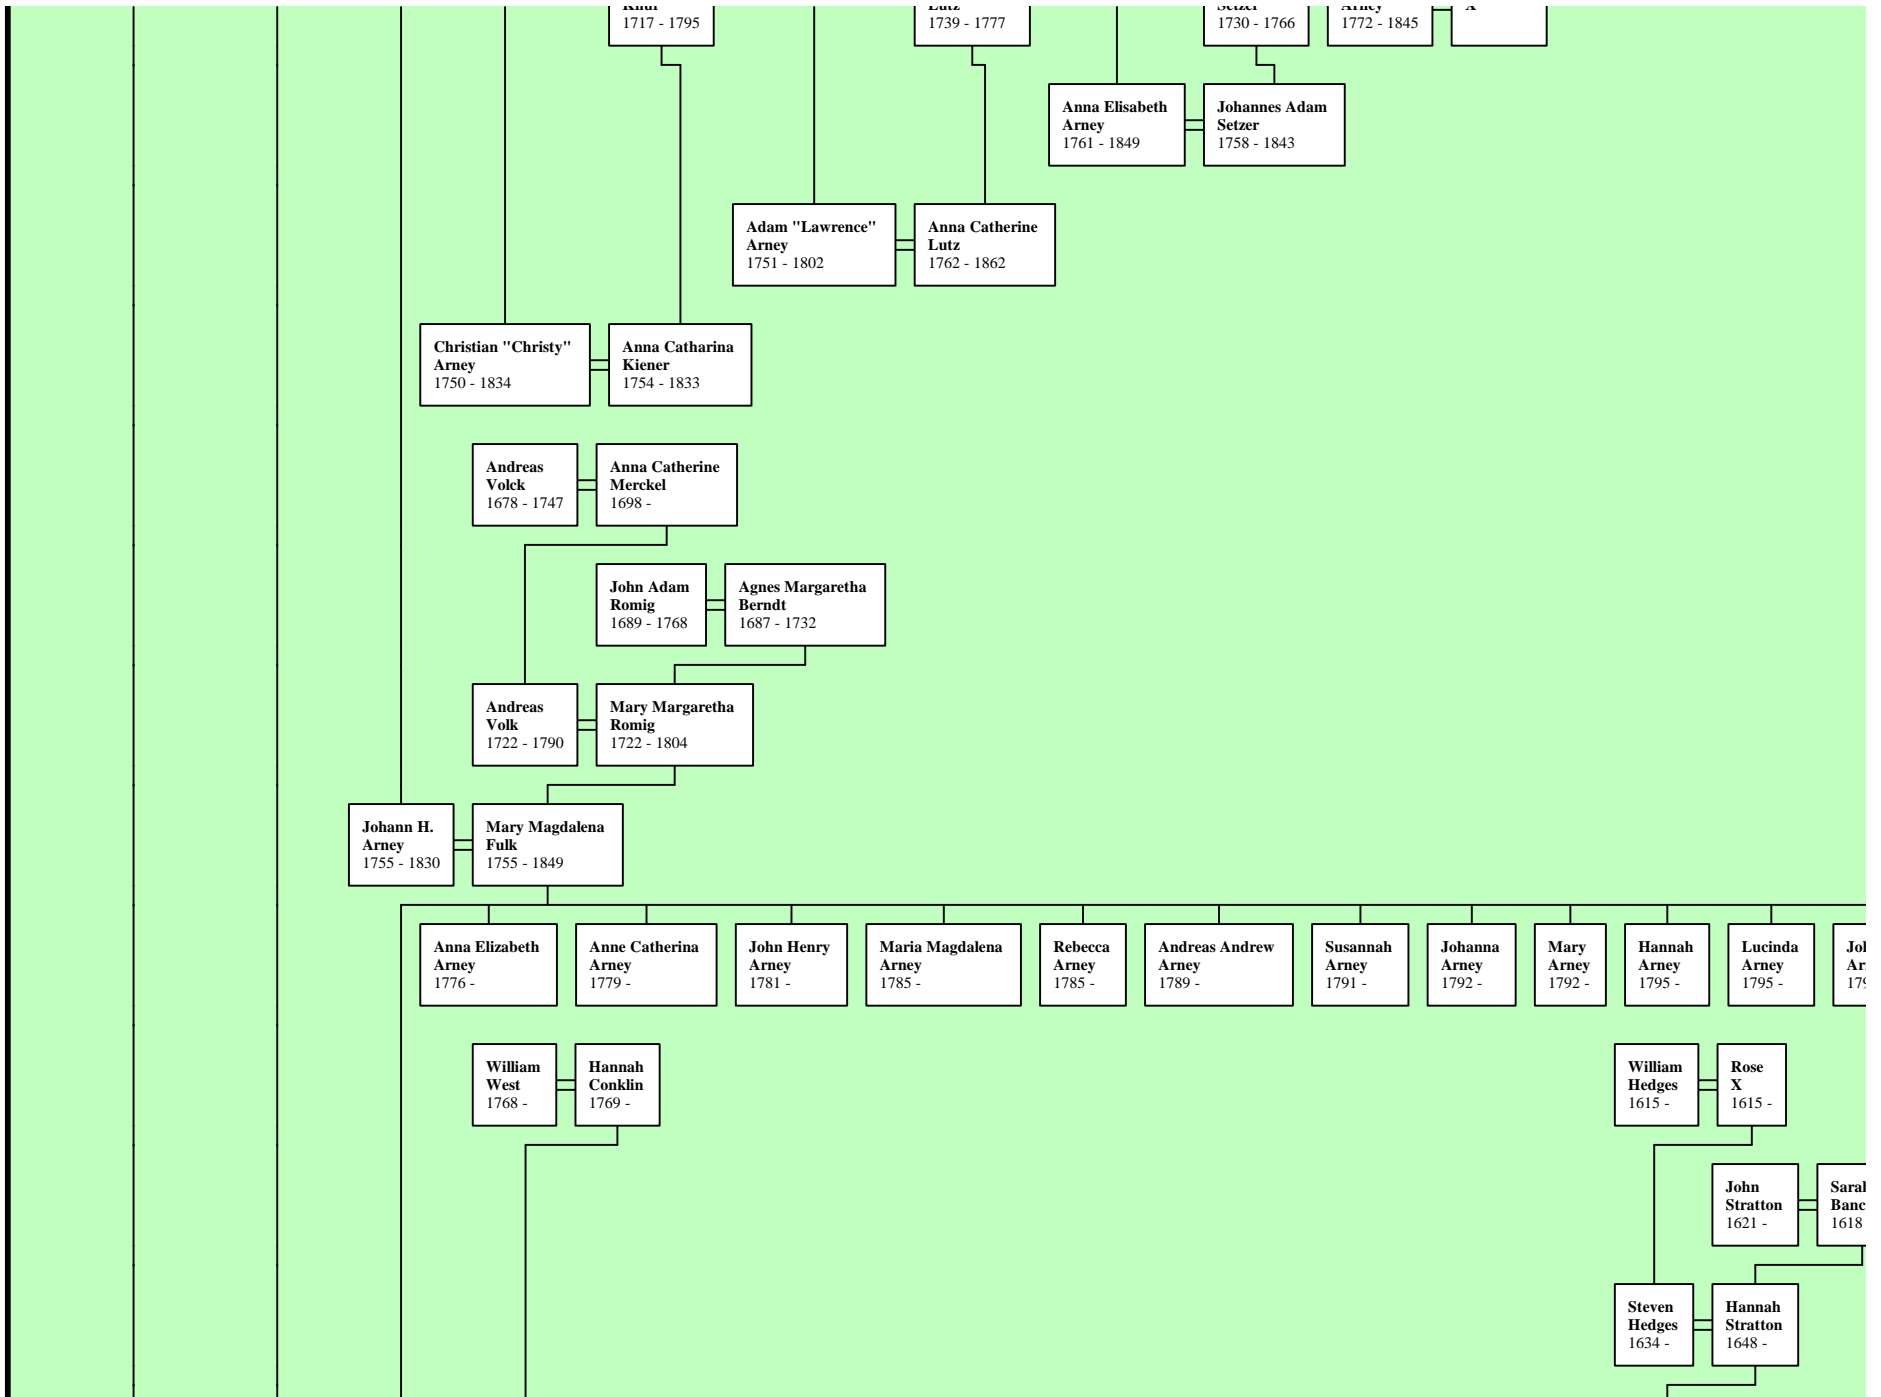 1717 - 1795
1739 - 1777
1730 - 1766
1772 - 1845
Anna Elisabeth
Arney
1761 - 1849
Johannes Adam
Setzer
1758 - 1843
Adam "Lawrence"
Arney
1751 - 1802
Anna Catherine
Lutz
1762 - 1862
Christian "Christy"
Arney
1750 - 1834
Anna Catharina
Kiener
1754 - 1833
Andreas
Volck
1678 - 1747
Anna Catherine
Merckel
1698 -
John Adam
Romig
1689 - 1768
Agnes Margaretha
Berndt
1687 - 1732
Andreas
Volk
1722 - 1790
Mary Margaretha
Romig
1722 - 1804
Johann H.
Arney
1755 - 1830
Mary Magdalena
Fulk
1755 - 1849
Anna Elizabeth
Arney
1776 -
Anne Catherina
Arney
1779 -
John Henry
Arney
1781 -
Maria Magdalena
Arney
1785 -
Rebecca
Arney
1785 -
Andreas Andrew
Arney
1789 -
Susannah
Arney
1791 -
Johanna
Arney
1792 -
Mary
Arney
1792 -
Hannah
Arney
1795 -
Lucinda
Arney
1795 -
William
West
1768 -
Hannah
Conklin
1769 -
William
Hedges
1615 -
Rose
X
1615 -
John
Stratton
1621 -
1618
Steven
Hedges
1634 -
Hannah
Stratton
1648 -